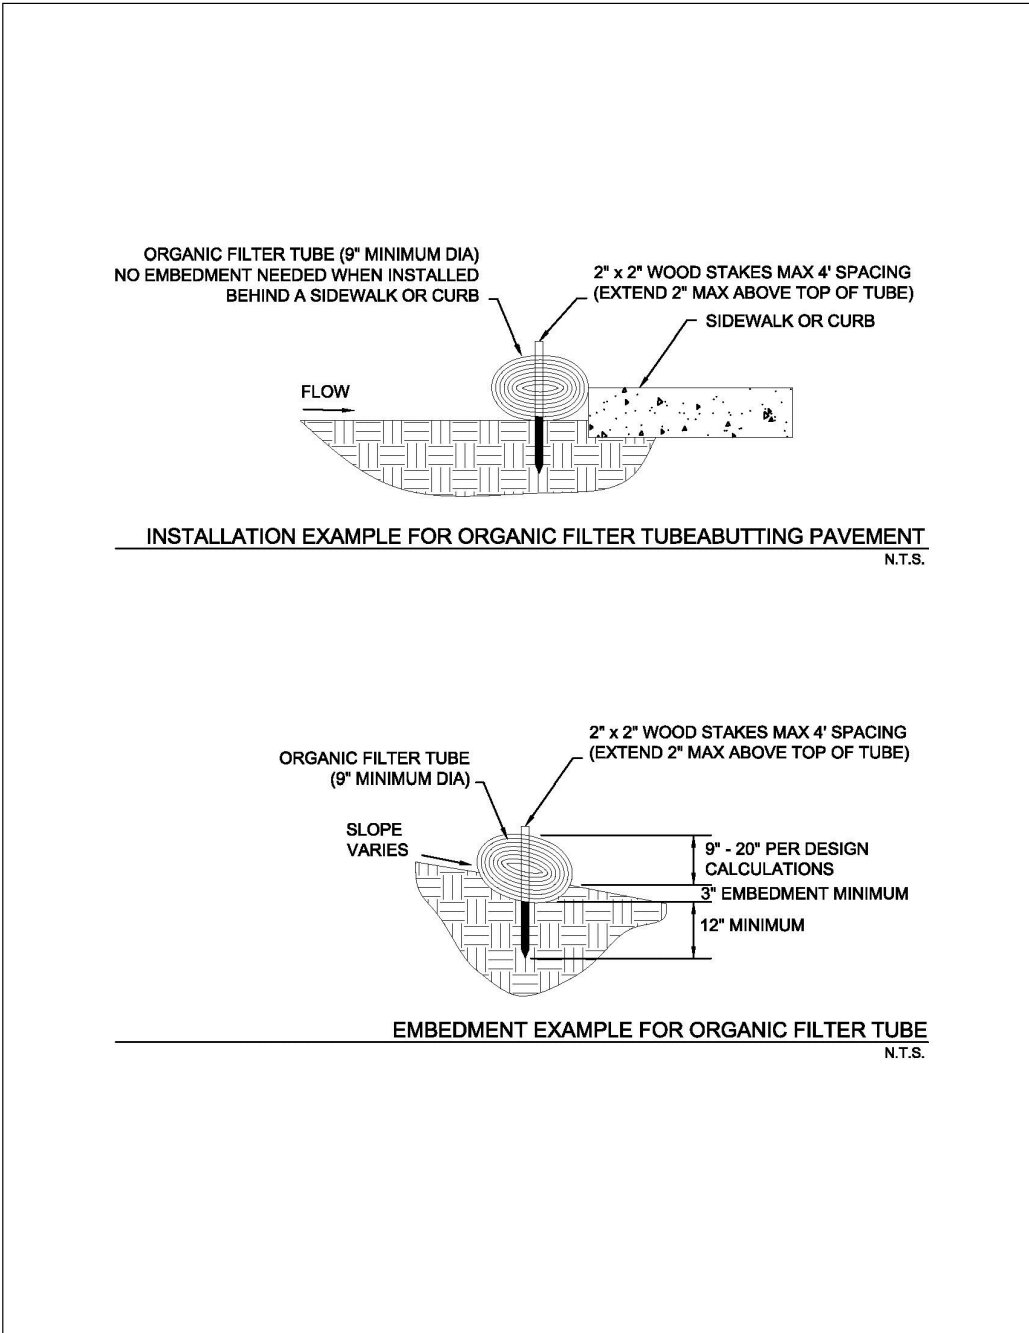 ORGANIC FILTER TUBE (9" MINIMUM DIA)
NO EMBEDMENT NEEDED WHEN INSTALLED
BEHIND A SIDEWALK OR CURB
2" x 2" WOOD STAKES MAX 4' SPACING
(EXTEND 2" MAX ABOVE TOP OF TUBE)
SIDEWALK OR CURB
FLOW
INSTALLATION EXAMPLE FOR ORGANIC FILTER TUBEABUTTING PAVEMENT
N.T.S.
2" x 2" WOOD STAKES MAX 4' SPACING
(EXTEND 2" MAX ABOVE TOP OF TUBE)
ORGANIC FILTER TUBE
(9" MINIMUM DIA)
SLOPE
VARIES
9" - 20" PER DESIGN
CALCULATIONS
3" EMBEDMENT MINIMUM
12" MINIMUM
EMBEDMENT EXAMPLE FOR ORGANIC FILTER TUBE
N.T.S.